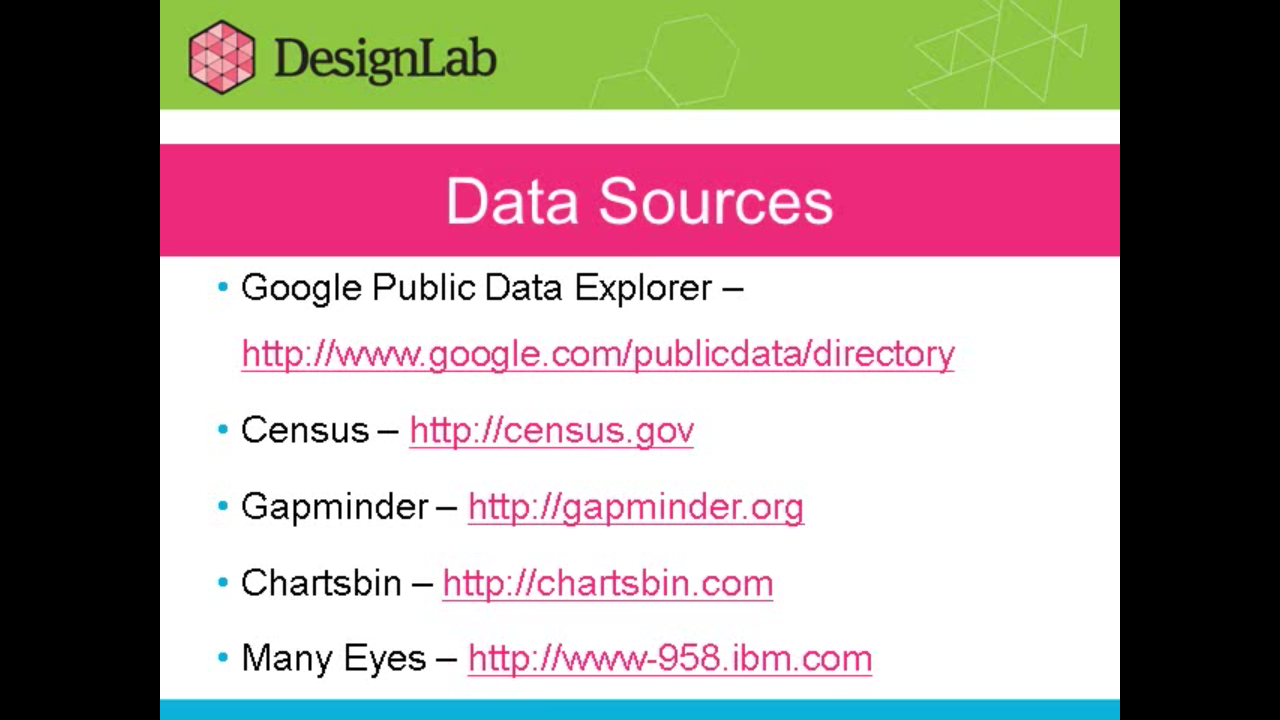 DesignLab
Data Sources
• Google Public Data Explorer –
http://www.google.com/publicdata/directory
• Census – http://census.gov
• Gapminder – http://gapminder.org
• Chartsbin – http://chartsbin.com
• Many Eyes – http://www-958.ibm.com